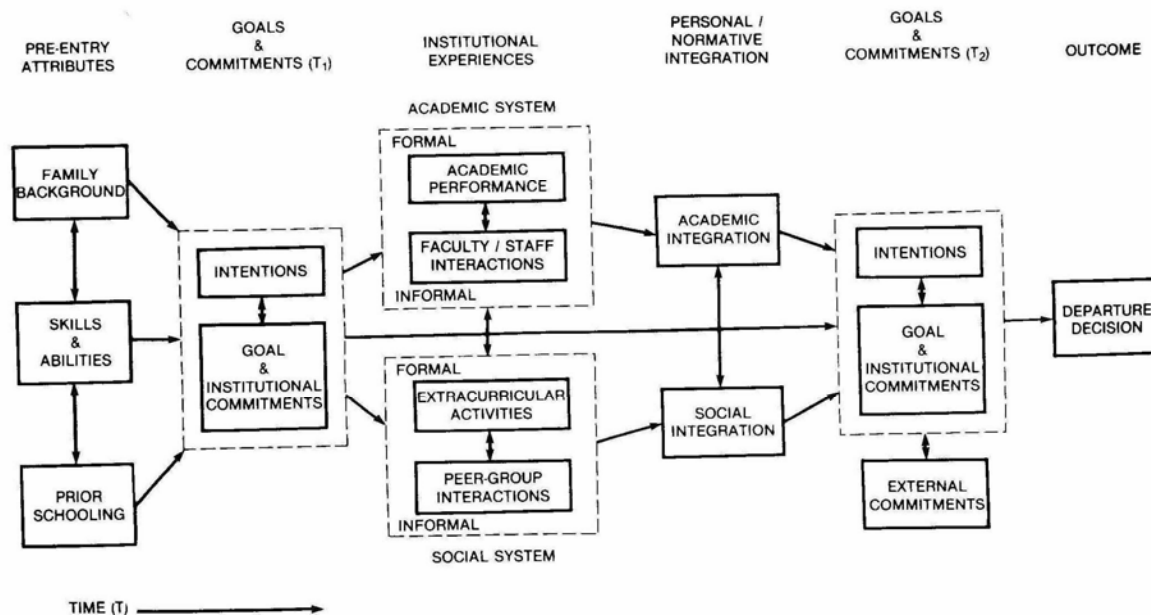 PRE-ENTRY
ATTRIBUTES
GOALS
&
COMMITMENTS (T₁)
INSTITUTIONAL
EXPERIENCES
PERSONAL /
NORMATIVE
INTEGRATION
GOALS
&
COMMITMENTS (T₂)
OUTCOME
FAMILY
BACKGROUND
SKILLS
&
ABILITIES
PRIOR
SCHOOLING
INTENTIONS
GOAL
&
INSTITUTIONAL
COMMITMENTS
ACADEMIC SYSTEM
FORMAL
ACADEMIC
PERFORMANCE
FACULTY / STAFF
INTERACTIONS
INFORMAL
FORMAL
EXTRACURRICULAR
ACTIVITIES
PEER-GROUP
INTERACTIONS
INFORMAL
SOCIAL SYSTEM
ACADEMIC
INTEGRATION
SOCIAL
INTEGRATION
INTENTIONS
GOAL
&
INSTITUTIONAL
COMMITMENTS
EXTERNAL
COMMITMENTS
DEPARTURE
DECISION
TIME (T)